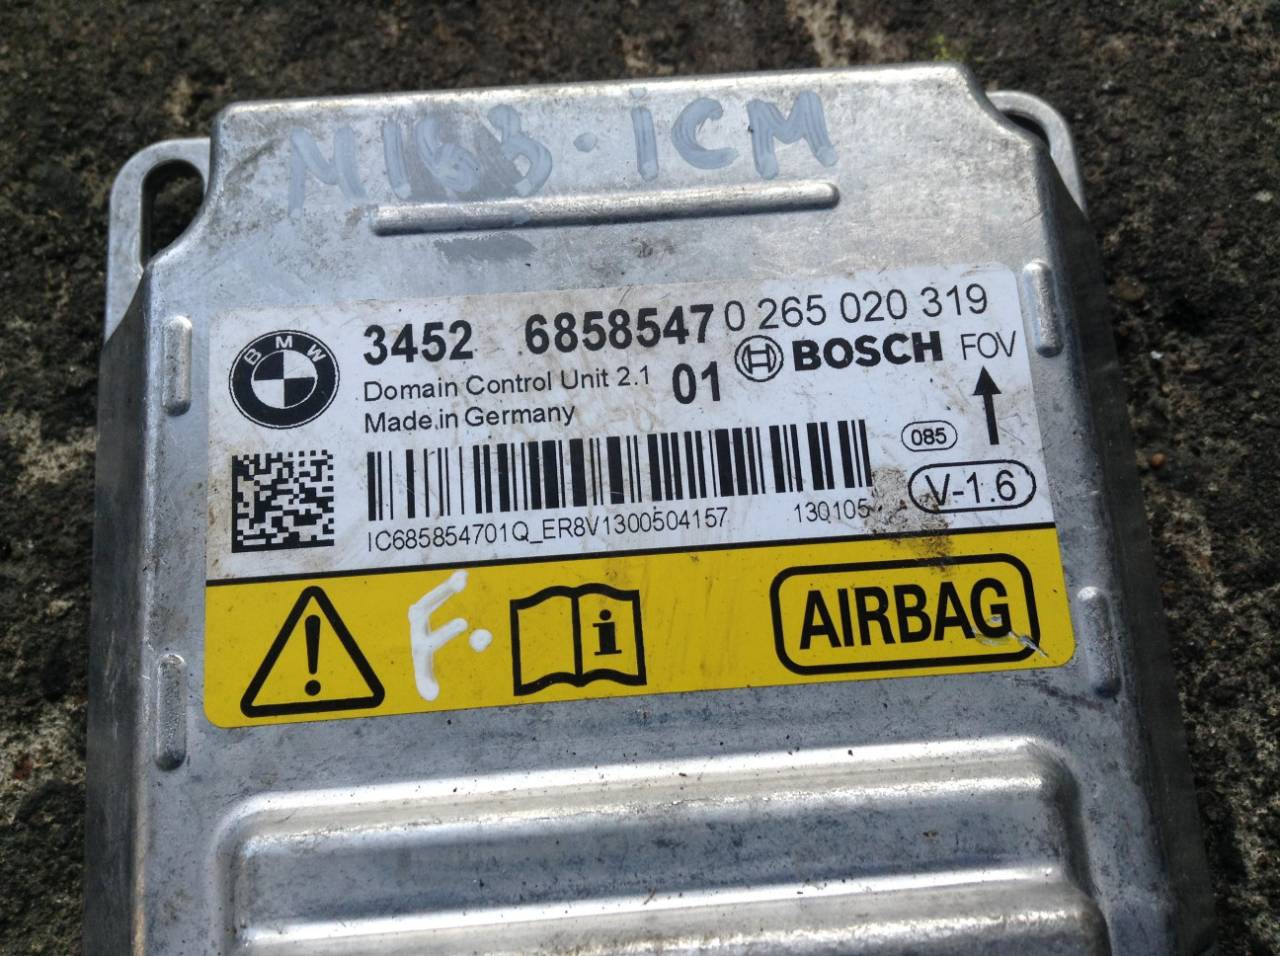 M183·iCM
3452 6858547 0 265 020 319
BMW
Domain Control Unit 2.1 01 BOSCH FOV
Made in Germany
085
V-1.6
IC685854701Q_ER8V1300504157 130105
F.
i
AIRBAG